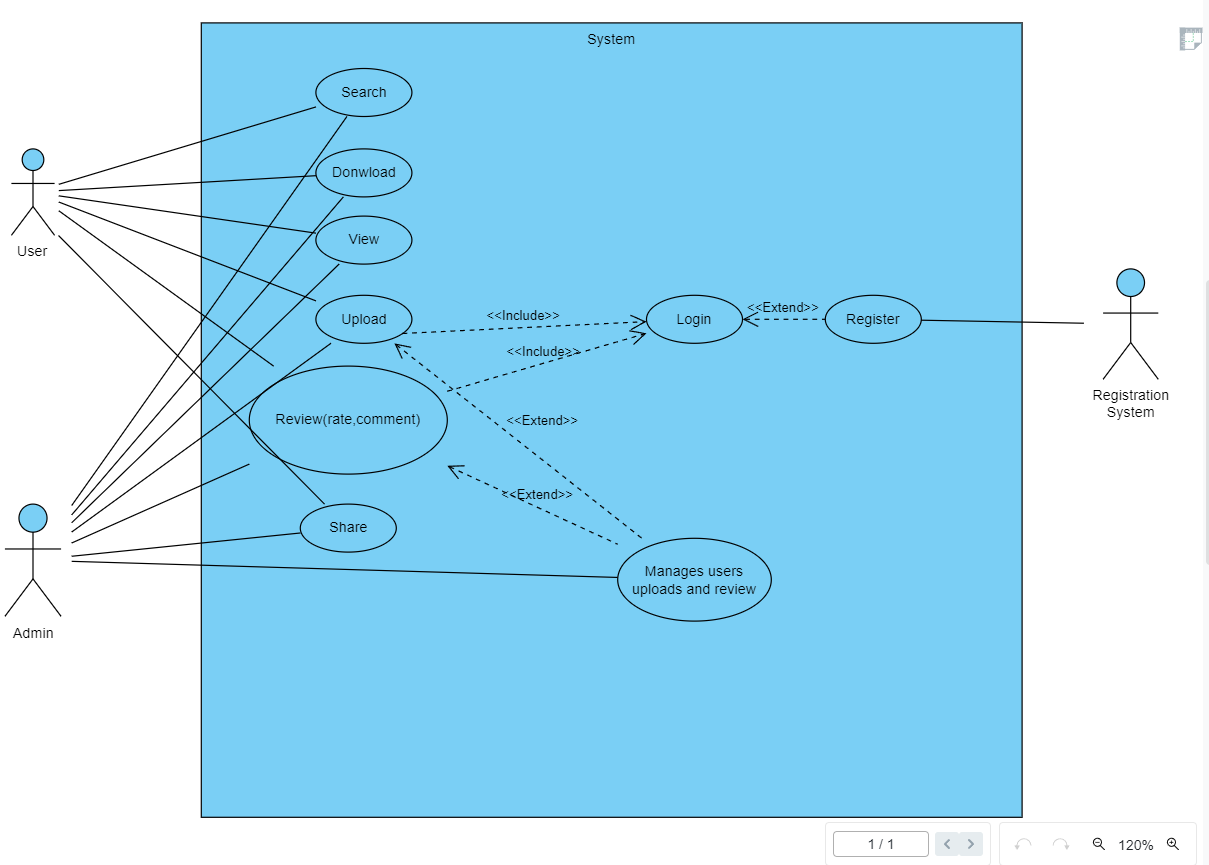 System
Search
Donwload
View
User
Upload
<<Include>>
Login
<<Extend>>
Register
<<Include>>
Registration
System
Review(rate,comment)
<<Extend>>
<<Extend>>
Share
Manages users
uploads and review
Admin
1 / 1
120%